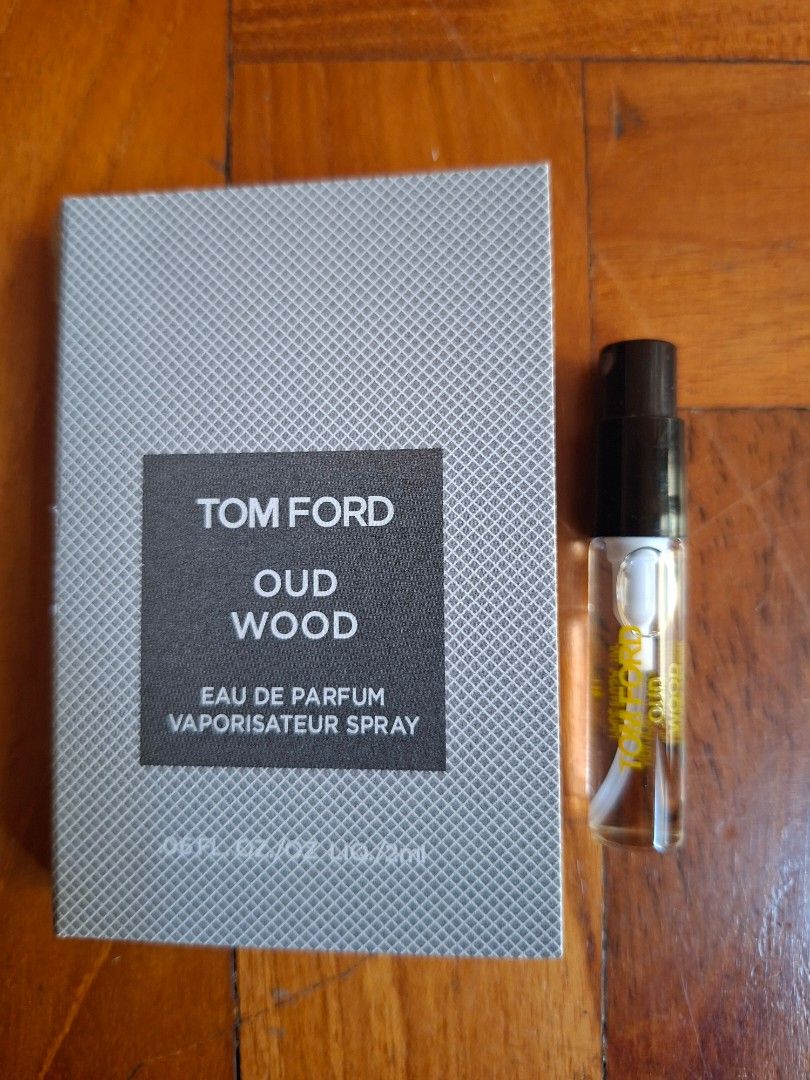 TOM FORD
OUD
WOOD
EAU DE PARFUM
VAPORISATEUR SPRAY
.06 FL. OZ./OZ LIQ./2ml
TOM FORD
OUD
WOOD